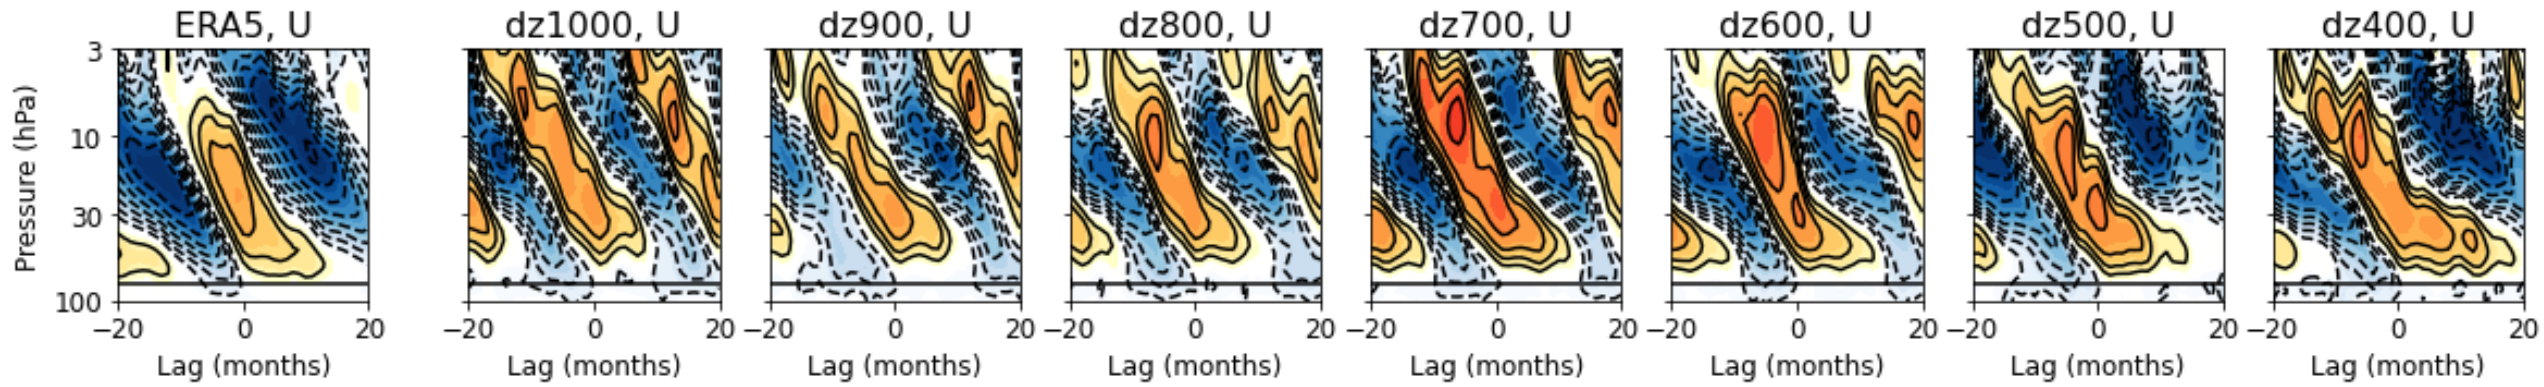 ERA5, U dz1000, U dz900, U dz800, U dz700, U dz600, U dz500, U dz400, U
3
10
30
100
Pressure (hPa)
−20 0 20 −20 0 20 −20 0 20 −20 0 20 −20 0 20 −20 0 20 −20 0 20 −20 0 20
Lag (months) Lag (months) Lag (months) Lag (months) Lag (months) Lag (months) Lag (months) Lag (months)